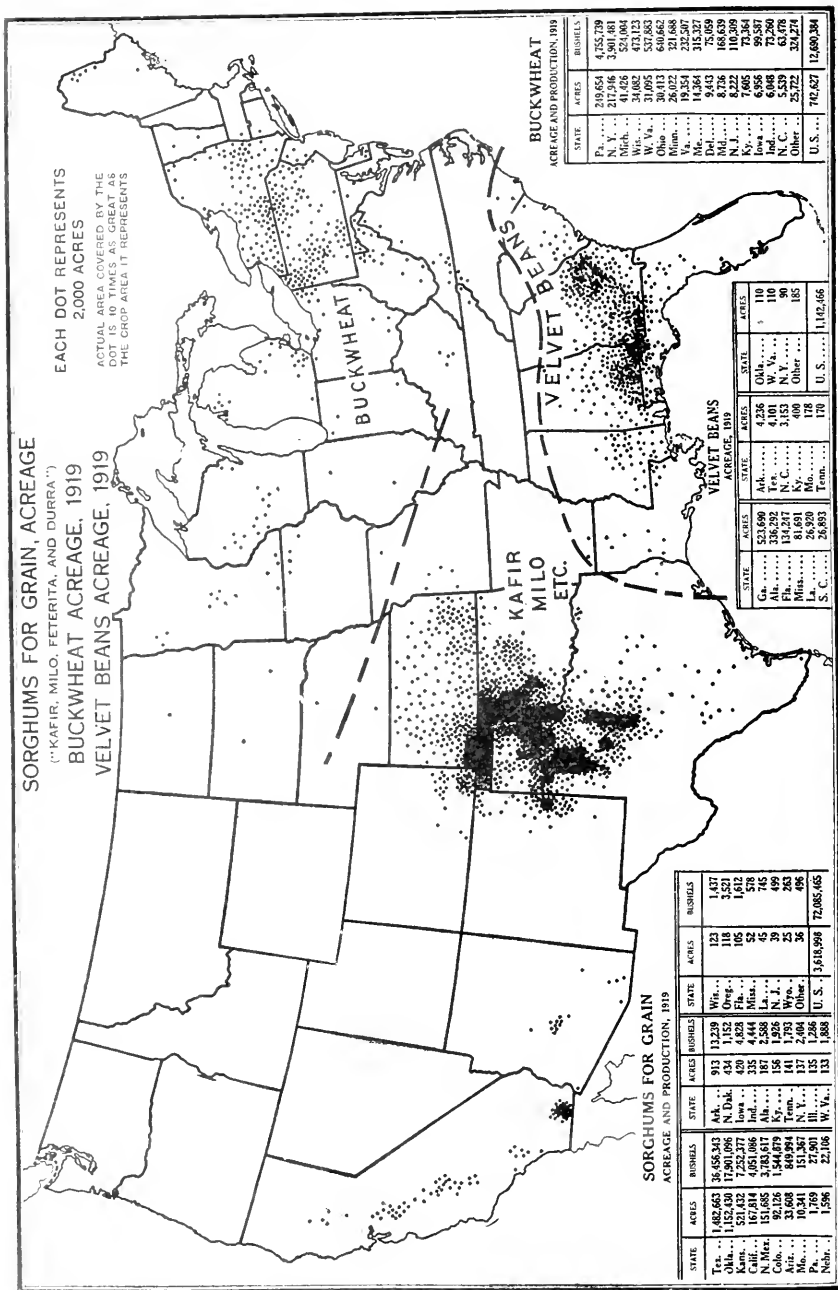 SORGHUMS FOR GRAIN, ACREAGE
("KAFIR, MILO, FETERITA, AND DURRA")
BUCKWHEAT ACREAGE, 1919
VELVET BEANS ACREAGE, 1919
EACH DOT REPRESENTS
2,000 ACRES
ACTUAL AREA COVERED BY THE
DOT IS 10 TIMES AS GREAT AS
THE CROP AREA IT REPRESENTS
BUCKWHEAT
VELVET BEANS
KAFIR
MILO
ETC.
SORGHUMS FOR GRAIN
ACREAGE AND PRODUCTION, 1919
STATE ACRES BUSHELS STATE ACRES BUSHELS STATE ACRES BUSHELS
Tex... 1,482,663 36,456,343 Ark... 913 13,239 Wis... 123 1,437
Okla... 1,152,430 17,901,096 N. Dak. 434 1,152 Oreg... 118 3,521
Kans... 521,432 7,252,377 Iowa... 420 4,828 Fla... 105 1,612
Calif... 167,814 4,051,066 Ind... 335 4,444 Miss... 52 578
N. Mex. 151,685 3,783,617 Ala... 187 2,588 La... 45 745
Colo... 92,126 1,544,879 Ky... 156 1,926 N. J... 39 499
Ariz... 33,608 849,994 Tenn... 141 1,793 Wyo... 25 263
Mo... 10,341 151,367 N. Y... 137 2,404 Other.. 36 496
Pa... 1,769 27,901 Ill... 135 1,286
Nebr... 1,596 22,106 W. Va.. 133 1,888 U. S... 3,618,998 72,085,465
VELVET BEANS
ACREAGE, 1919
STATE ACRES STATE ACRES STATE ACRES
Ga... 523,690 Ark... 4,236 Okla... 110
Ala... 336,292 Tex... 4,101 W. Va... 110
Fla... 134,247 N. C... 3,153 N. Y... 90
Miss... 81,691 Ky... 400 Other... 185
La... 26,920 Mo... 178
S. C... 26,893 Tenn... 170 U. S... 1,142,466
BUCKWHEAT
ACREAGE AND PRODUCTION, 1919
STATE ACRES BUSHELS
Pa... 249,654 4,755,739
N. Y... 217,946 3,901,481
Mich... 41,426 524,004
Wis... 34,082 473,123
W. Va... 31,095 537,883
Ohio... 30,413 640,662
Minn... 26,022 321,688
Va... 19,354 232,507
Me... 14,364 315,327
Del... 9,443 75,059
Md... 8,736 168,639
N. J... 8,222 110,309
Ky... 7,605 73,364
Iowa... 6,956 99,587
Ind... 6,048 73,260
N. C... 5,539 63,478
Other... 25,722 324,274
U. S... 742,627 12,690,384